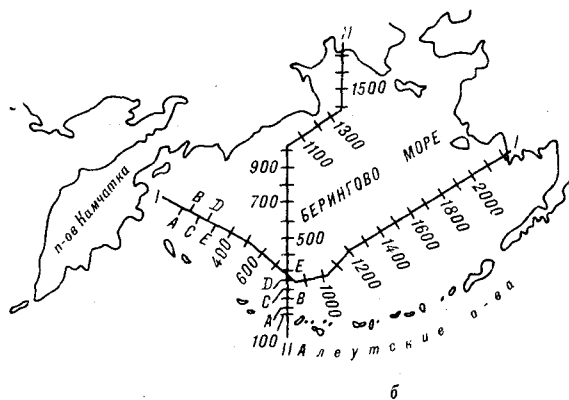 II
1500
1300
1100
900
700
500
БЕРИНГОВО МОРЕ
п-ов Камчатка
I
B D
A C E
400
600
E
D
C B
A
100
II
1000
1200
1400
1600
1800
2000
I
Алеутские о-ва
б